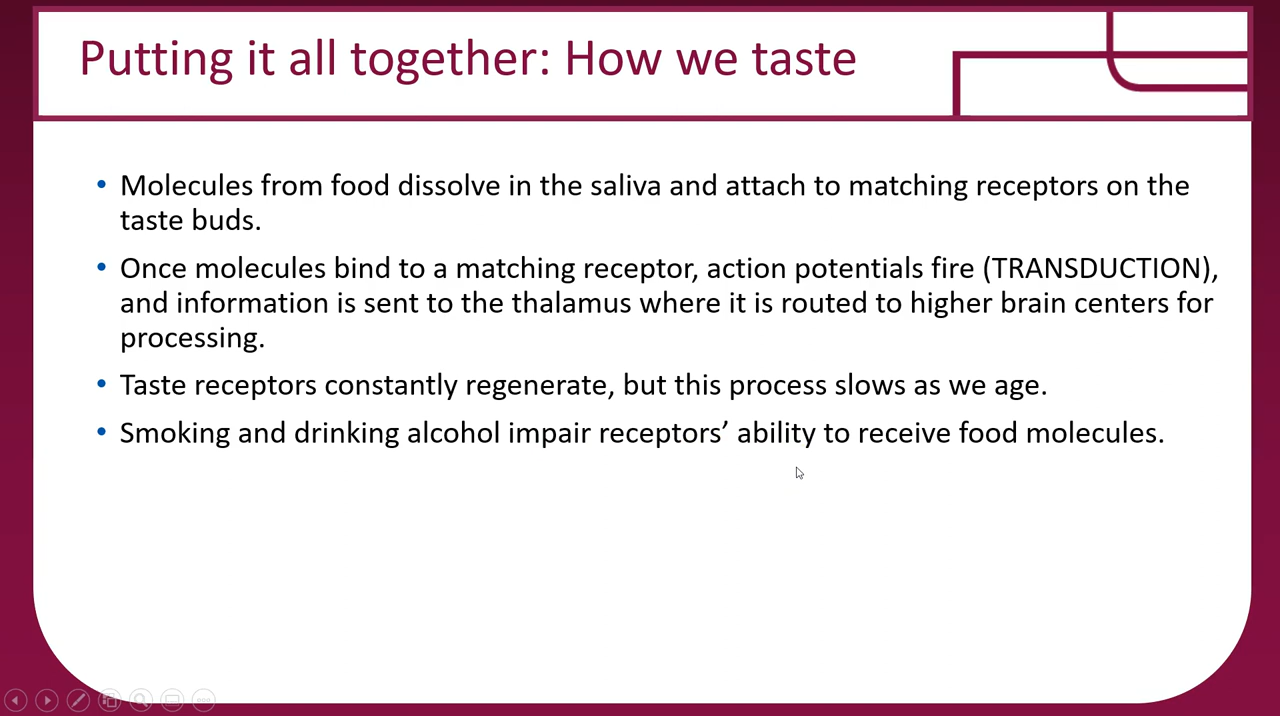 Putting it all together: How we taste
• Molecules from food dissolve in the saliva and attach to matching receptors on the
taste buds.
• Once molecules bind to a matching receptor, action potentials fire (TRANSDUCTION),
and information is sent to the thalamus where it is routed to higher brain centers for
processing.
• Taste receptors constantly regenerate, but this process slows as we age.
• Smoking and drinking alcohol impair receptors’ ability to receive food molecules.